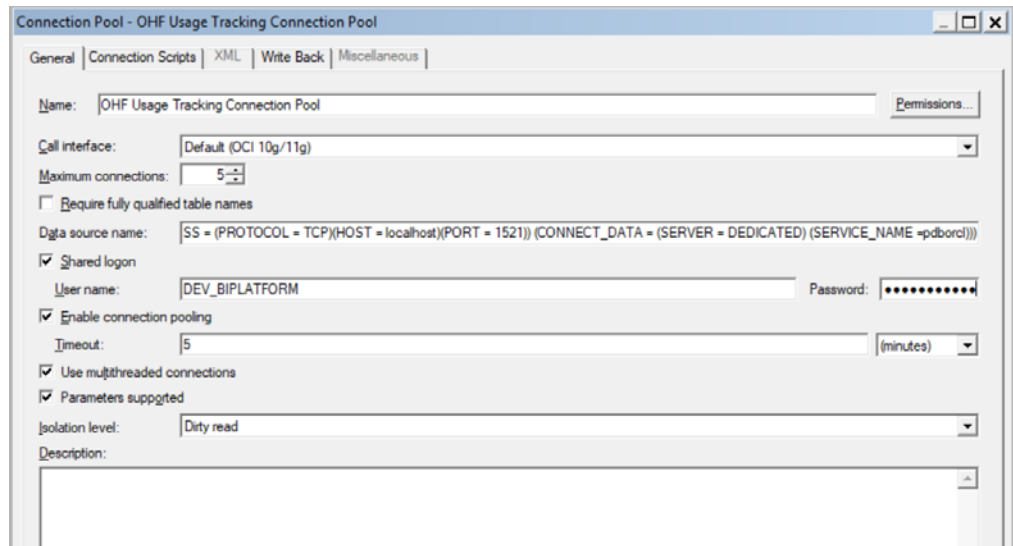 Connection Pool - OHF Usage Tracking Connection Pool
General Connection Scripts XML Write Back Miscellaneous
Name: OHF Usage Tracking Connection Pool Permissions...
Call interface: Default (OCI 10g/11g)
Maximum connections: 5
Require fully qualified table names
Data source name: SS = (PROTOCOL = TCP)(HOST = localhost)(PORT = 1521)) (CONNECT_DATA = (SERVER = DEDICATED) (SERVICE_NAME =pdborcl)))
Shared logon
User name: DEV_BIPLATFORM Password: ●●●●●●●●●●●
Enable connection pooling
Timeout: 5 (minutes)
Use multithreaded connections
Parameters supported
Isolation level: Dirty read
Description: